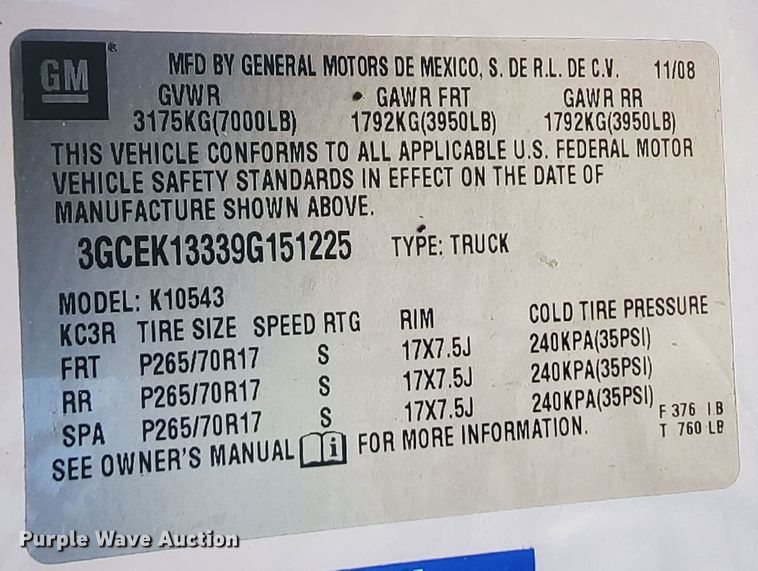 GM®
MFD BY GENERAL MOTORS DE MEXICO, S. DE R.L. DE C.V. 11/08
GVWR GAWR FRT GAWR RR
3175KG(7000LB) 1792KG(3950LB) 1792KG(3950LB)
THIS VEHICLE CONFORMS TO ALL APPLICABLE U.S. FEDERAL MOTOR
VEHICLE SAFETY STANDARDS IN EFFECT ON THE DATE OF
MANUFACTURE SHOWN ABOVE.
3GCEK13339G151225 TYPE: TRUCK
MODEL: K10543
KC3R TIRE SIZE SPEED RTG RIM COLD TIRE PRESSURE
FRT P265/70R17 S 17X7.5J 240KPA(35PSI)
RR P265/70R17 S 17X7.5J 240KPA(35PSI)
SPA P265/70R17 S 17X7.5J 240KPA(35PSI)
F 376 LB
T 760 LB
SEE OWNER'S MANUAL i FOR MORE INFORMATION.
Purple Wave Auction